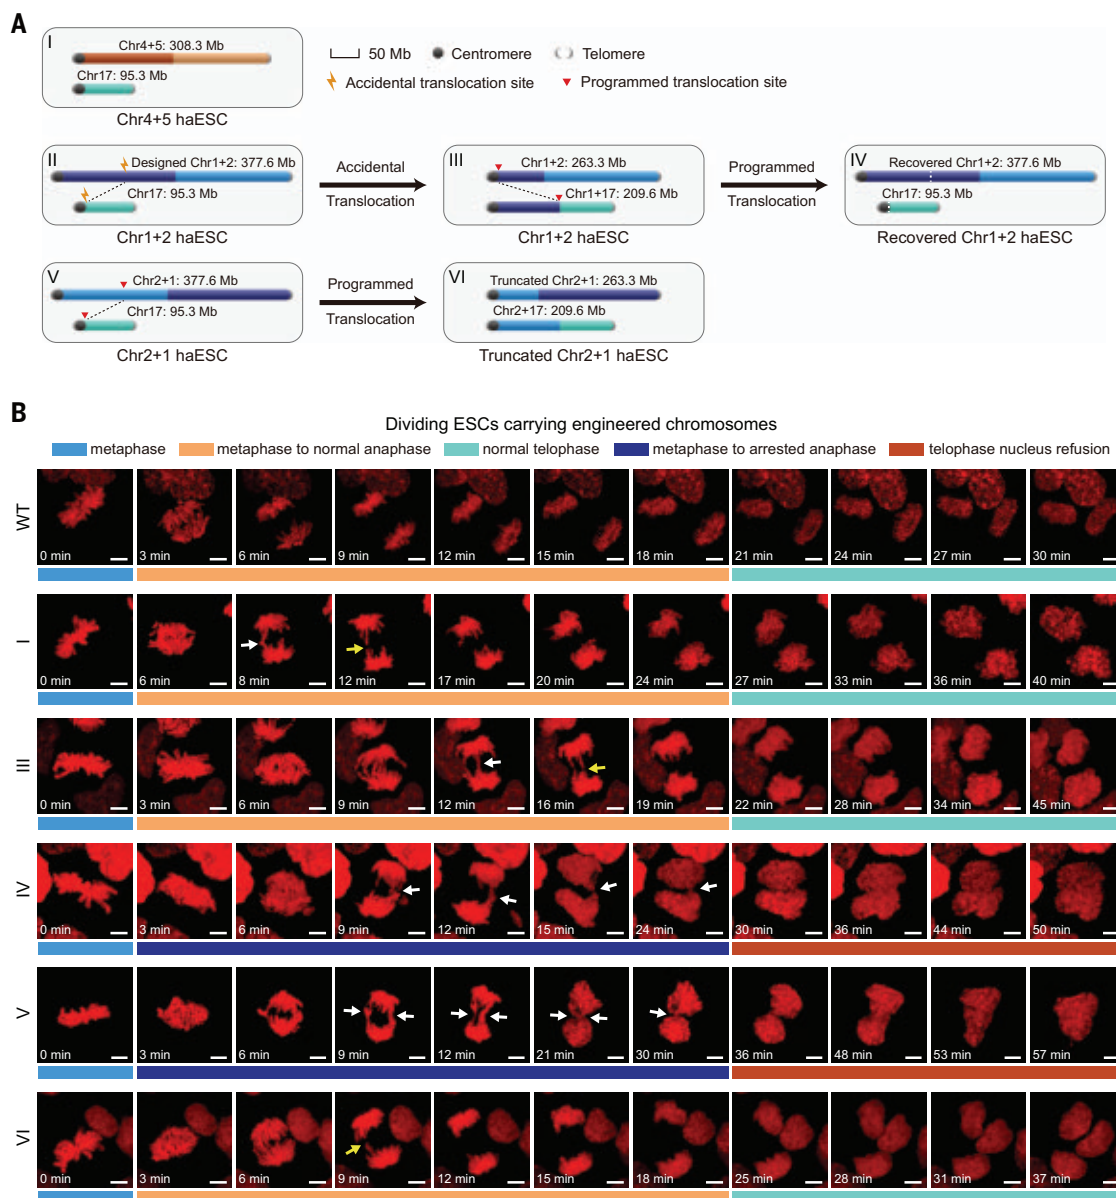 A
I
Chr4+5: 308.3 Mb
Chr17: 95.3 Mb
Chr4+5 haESC
50 Mb Centromere Telomere
Accidental translocation site Programmed translocation site
II
Designed Chr1+2: 377.6 Mb
Chr17: 95.3 Mb
Chr1+2 haESC
Accidental
Translocation
III
Chr1+2: 263.3 Mb
Chr1+17: 209.6 Mb
Chr1+2 haESC
Programmed
Translocation
IV
Recovered Chr1+2: 377.6 Mb
Chr17: 95.3 Mb
Recovered Chr1+2 haESC
V
Chr2+1: 377.6 Mb
Chr17: 95.3 Mb
Chr2+1 haESC
Programmed
Translocation
VI
Truncated Chr2+1: 263.3 Mb
Chr2+17: 209.6 Mb
Truncated Chr2+1 haESC
B
Dividing ESCs carrying engineered chromosomes
metaphase metaphase to normal anaphase normal telophase metaphase to arrested anaphase telophase nucleus refusion
WT
0 min 3 min 6 min 9 min 12 min 15 min 18 min 21 min 24 min 27 min 30 min
I
0 min 6 min 8 min 12 min 17 min 20 min 24 min 27 min 33 min 36 min 40 min
III
0 min 3 min 6 min 9 min 12 min 16 min 19 min 22 min 28 min 34 min 45 min
IV
0 min 3 min 6 min 9 min 12 min 15 min 24 min 30 min 36 min 44 min 50 min
V
0 min 3 min 6 min 9 min 12 min 21 min 30 min 36 min 48 min 53 min 57 min
VI
0 min 3 min 6 min 9 min 12 min 15 min 18 min 25 min 28 min 31 min 37 min